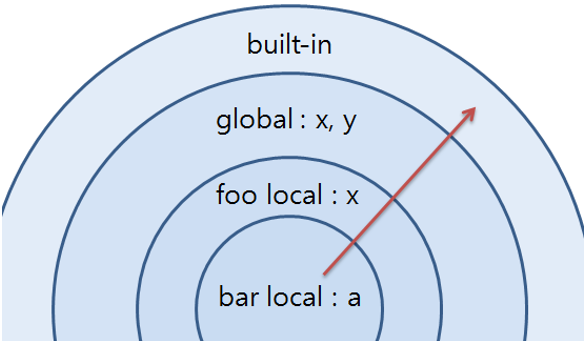 built-in
global : x, y
foo local : x
bar local : a